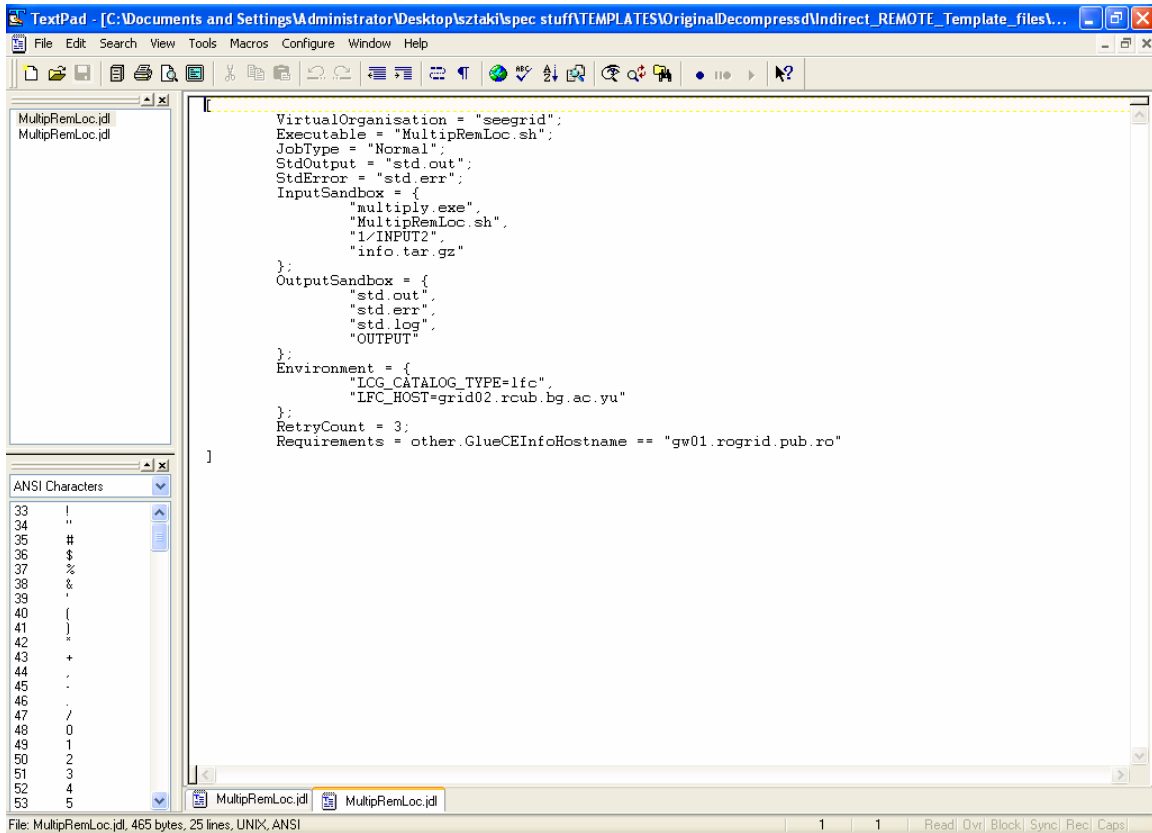 TextPad - [C:\Documents and Settings\Administrator\Desktop\sztaki\spec stuff\TEMPLATES\OriginalDecompressd\Indirect_REMOTE_Template_files\...
File Edit Search View Tools Macros Configure Window Help
MultipRemLoc.jdl
MultipRemLoc.jdl
[
VirtualOrganisation = "seegrid";
Executable = "MultipRemLoc.sh";
JobType = "Normal";
StdOutput = "std.out";
StdError = "std.err";
InputSandbox = {
"multiply.exe",
"MultipRemLoc.sh",
"1/INPUT2",
"info.tar.gz"
};
OutputSandbox = {
"std.out",
"std.err",
"std.log",
"OUTPUT"
};
Environment = {
"LCG_CATALOG_TYPE=lfc",
"LFC_HOST=grid02.rcub.bg.ac.yu"
};
RetryCount = 3;
Requirements = other.GlueCEInfoHostname == "gw01.rogrid.pub.ro"
]
ANSI Characters
33 !
34 "
35 #
36 $
37 %
38 &
39 '
40 (
41 )
42 *
43 +
44 ,
45 -
46 .
47 /
48 0
49 1
50 2
51 3
52 4
53 5
MultipRemLoc.jdl MultipRemLoc.jdl
File: MultipRemLoc.jdl, 465 bytes, 25 lines, UNIX, ANSI 1 1 Read Ovr Block Sync Rec Caps